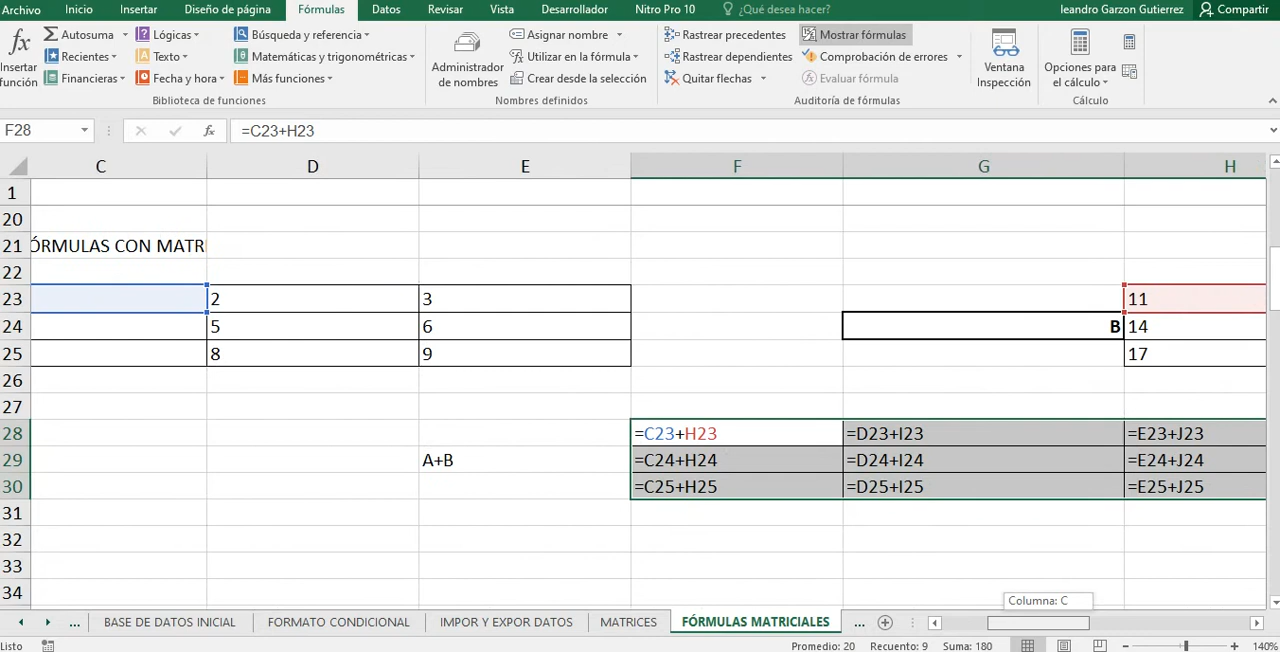 Archivo Inicio Insertar Diseño de página Fórmulas Datos Revisar Vista Desarrollador Nitro Pro 10 ¿Qué desea hacer? leandro Garzon Gutierrez Compartir
fx Insertar función
Autosuma Lógicas Búsqueda y referencia
Recientes Texto Matemáticas y trigonométricas
Financieras Fecha y hora Más funciones
Biblioteca de funciones
Administrador de nombres
Asignar nombre
Utilizar en la fórmula
Crear desde la selección
Nombres definidos
Rastrear precedentes Mostrar fórmulas
Rastrear dependientes Comprobación de errores
Quitar flechas Evaluar fórmula
Auditoría de fórmulas
Ventana Inspección
Opciones para el cálculo
Cálculo
F28 fx =C23+H23
C D E F G H
1
20
21 ÓRMULAS CON MATRI
22
23 2 3 11
24 5 6 B 14
25 8 9 17
26
27
28 =C23+H23 =D23+I23 =E23+J23
29 A+B =C24+H24 =D24+I24 =E24+J24
30 =C25+H25 =D25+I25 =E25+J25
31
32
33
34
Columna: C
... BASE DE DATOS INICIAL FORMATO CONDICIONAL IMPOR Y EXPOR DATOS MATRICES FÓRMULAS MATRICIALES ...
Listo Promedio: 20 Recuento: 9 Suma: 180 140%